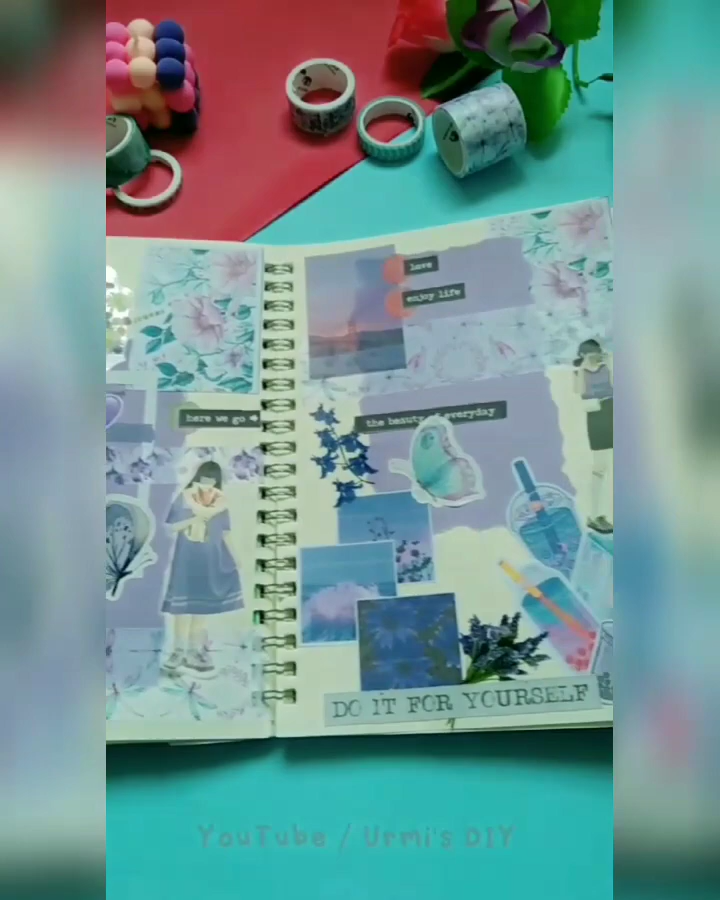 love
enjoy life
here we go
the beauty of everyday
DO IT FOR YOURSELF
YouTube / Urmi's DIY